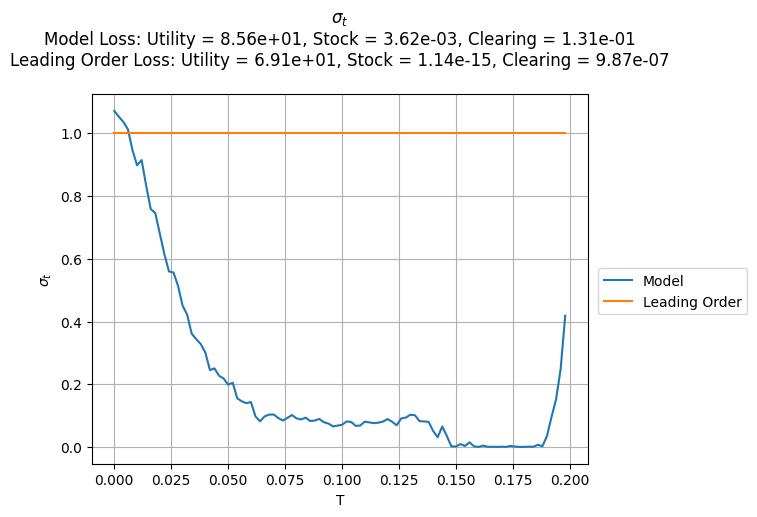 σ_t
Model Loss: Utility = 8.56e+01, Stock = 3.62e-03, Clearing = 1.31e-01
Leading Order Loss: Utility = 6.91e+01, Stock = 1.14e-15, Clearing = 9.87e-07
1.0
0.8
0.6
0.4
0.2
0.0
σ_t
0.000 0.025 0.050 0.075 0.100 0.125 0.150 0.175 0.200
T
Model
Leading Order